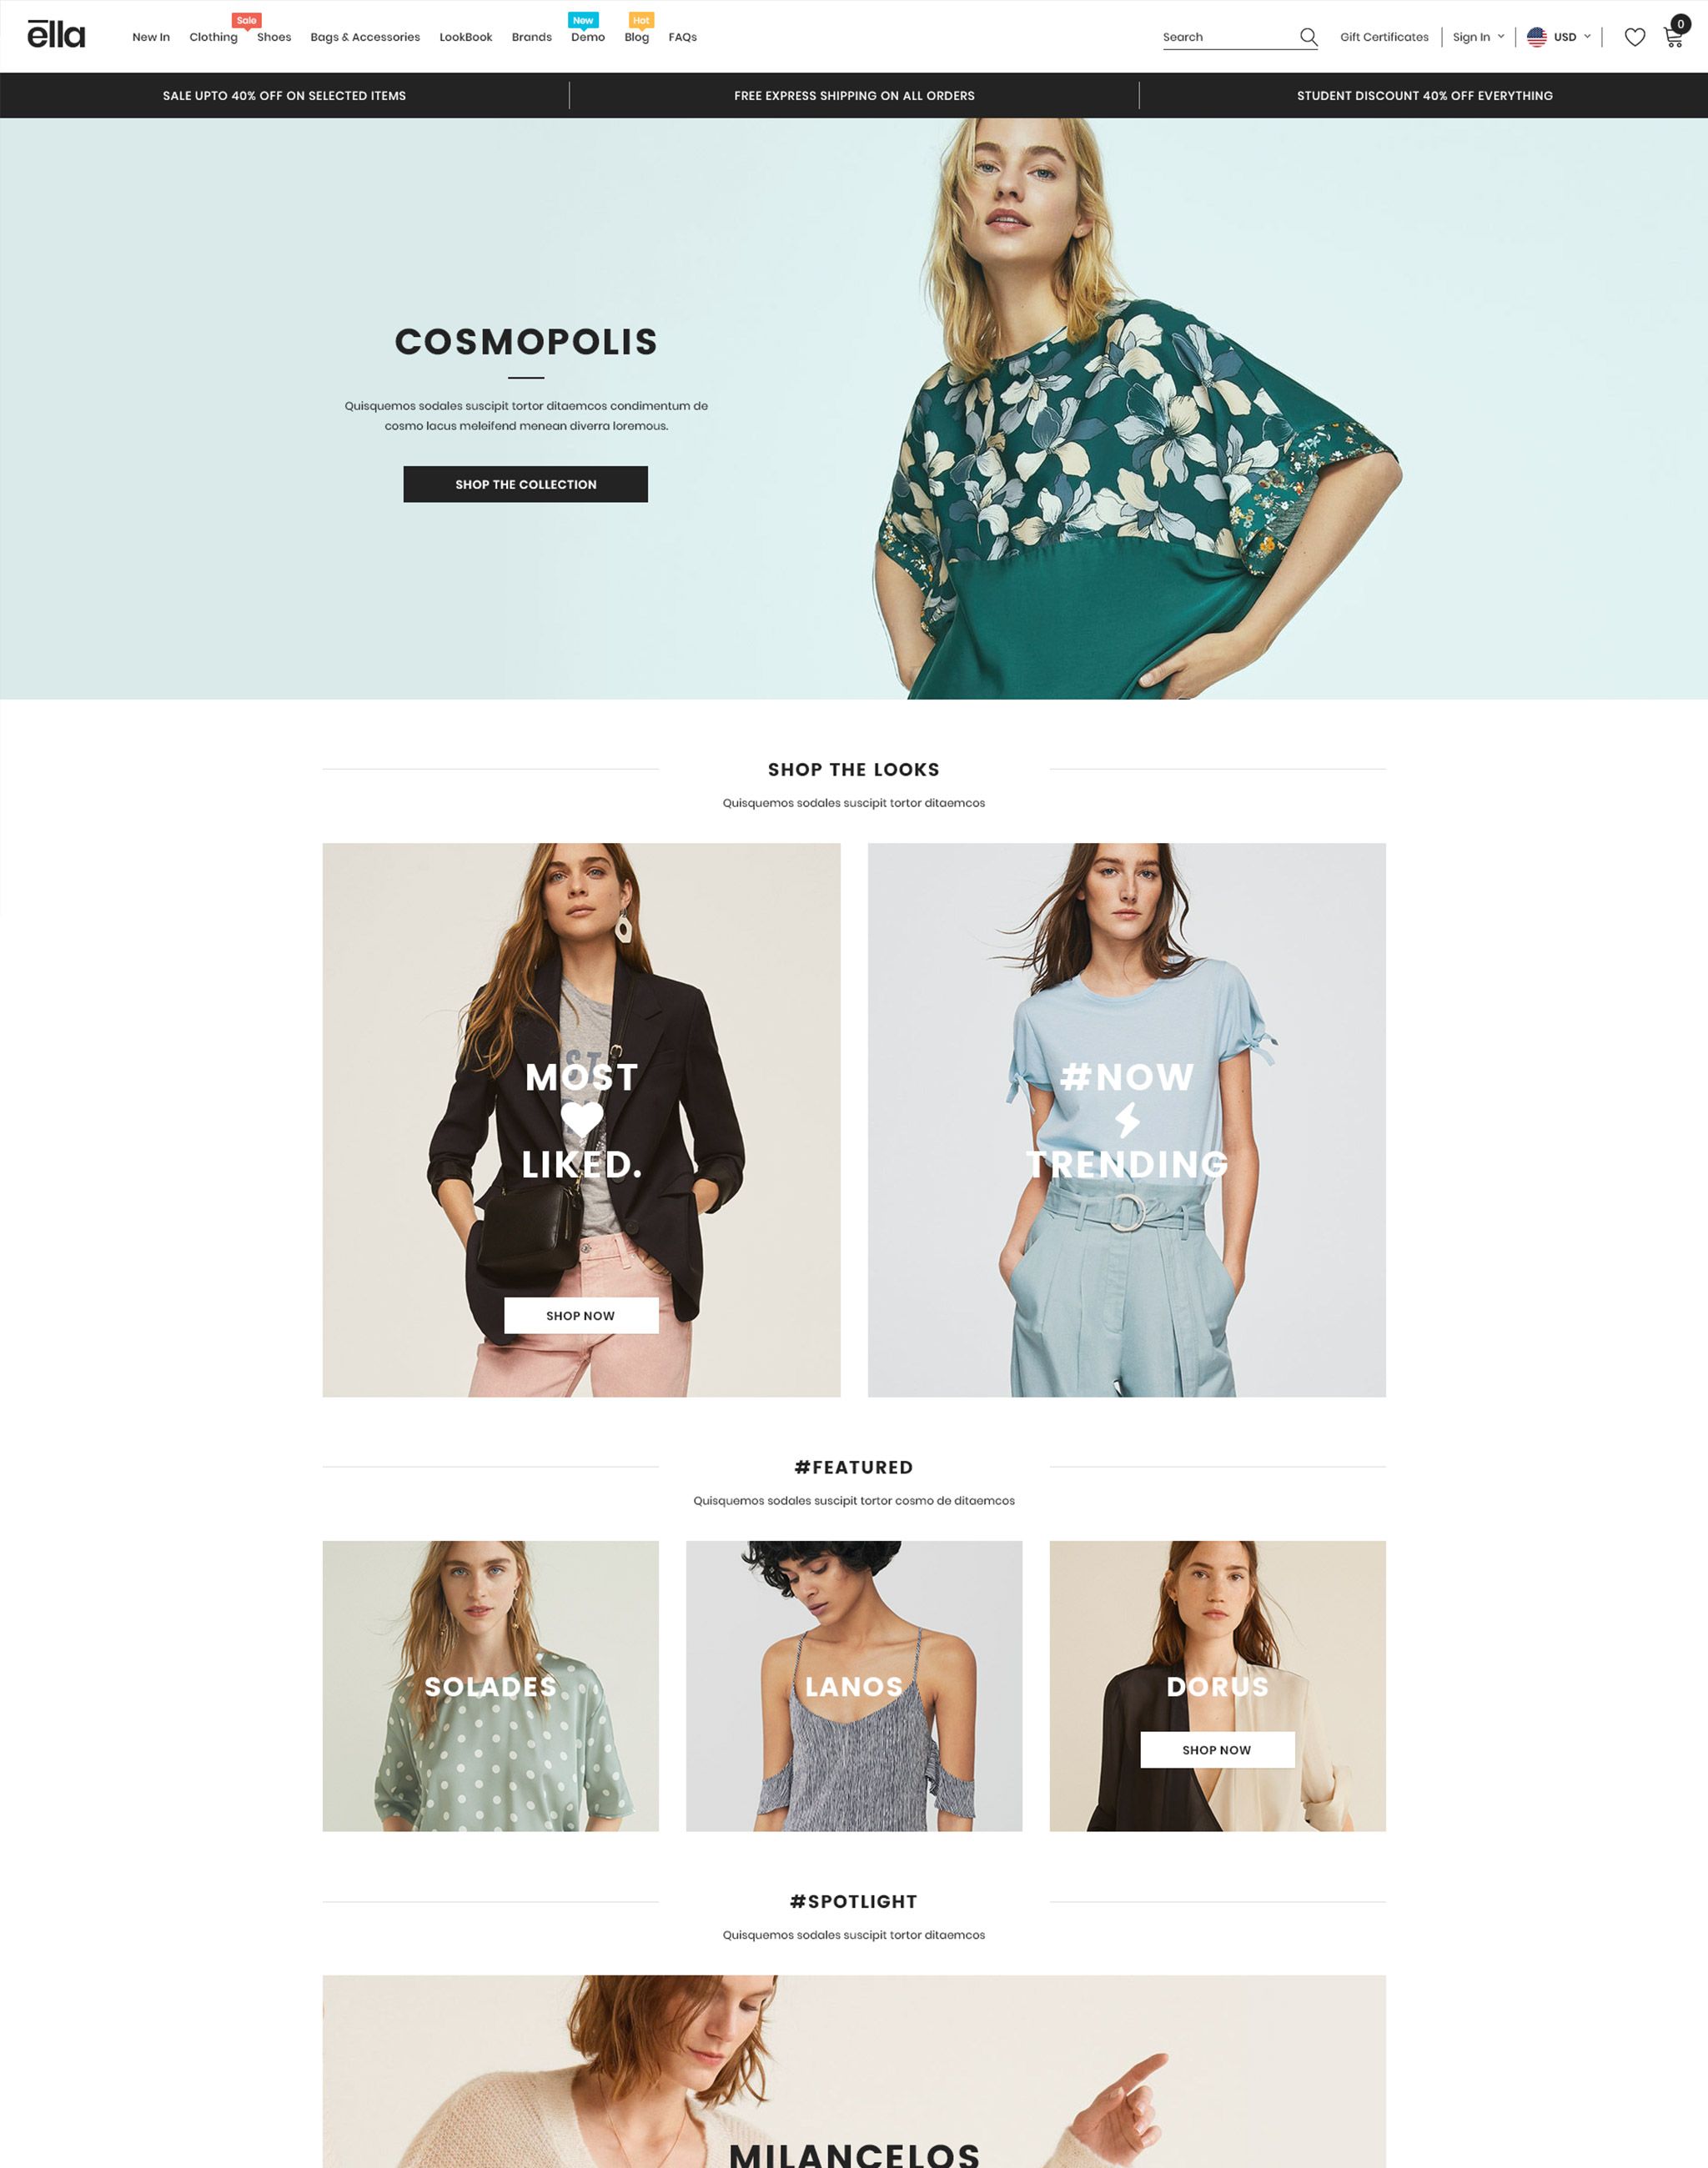 ēlla
Sale
New
Hot
New In Clothing Shoes Bags & Accessories LookBook Brands Demo Blog FAQs
Search Gift Certificates Sign In USD 0
SALE UPTO 40% OFF ON SELECTED ITEMS
FREE EXPRESS SHIPPING ON ALL ORDERS
STUDENT DISCOUNT 40% OFF EVERYTHING
COSMOPOLIS
Quisquemos sodales suscipit tortor ditaemcos condimentum de
cosmo lacus meleifend menean diverra loremous.
SHOP THE COLLECTION
SHOP THE LOOKS
Quisquemos sodales suscipit tortor ditaemcos
MOST
LIKED.
SHOP NOW
#NOW
TRENDING
#FEATURED
Quisquemos sodales suscipit tortor cosmo de ditaemcos
SOLADES
LANOS
DORUS
SHOP NOW
#SPOTLIGHT
Quisquemos sodales suscipit tortor ditaemcos
MILANCELOS